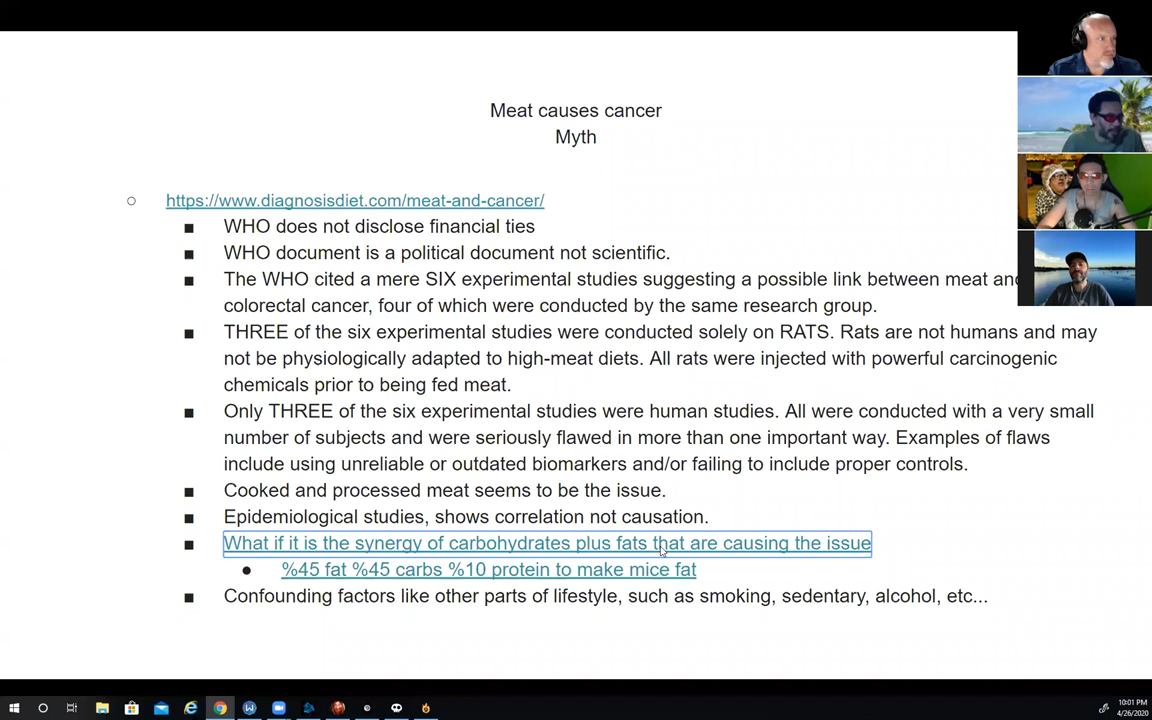 Meat causes cancer
Myth
https://www.diagnosisdiet.com/meat-and-cancer/
WHO does not disclose financial ties
WHO document is a political document not scientific.
The WHO cited a mere SIX experimental studies suggesting a possible link between meat and
colorectal cancer, four of which were conducted by the same research group.
THREE of the six experimental studies were conducted solely on RATS. Rats are not humans and may
not be physiologically adapted to high-meat diets. All rats were injected with powerful carcinogenic
chemicals prior to being fed meat.
Only THREE of the six experimental studies were human studies. All were conducted with a very small
number of subjects and were seriously flawed in more than one important way. Examples of flaws
include using unreliable or outdated biomarkers and/or failing to include proper controls.
Cooked and processed meat seems to be the issue.
Epidemiological studies, shows correlation not causation.
What if it is the synergy of carbohydrates plus fats that are causing the issue
%45 fat %45 carbs %10 protein to make mice fat
Confounding factors like other parts of lifestyle, such as smoking, sedentary, alcohol, etc...
10:01 PM
4/26/2020